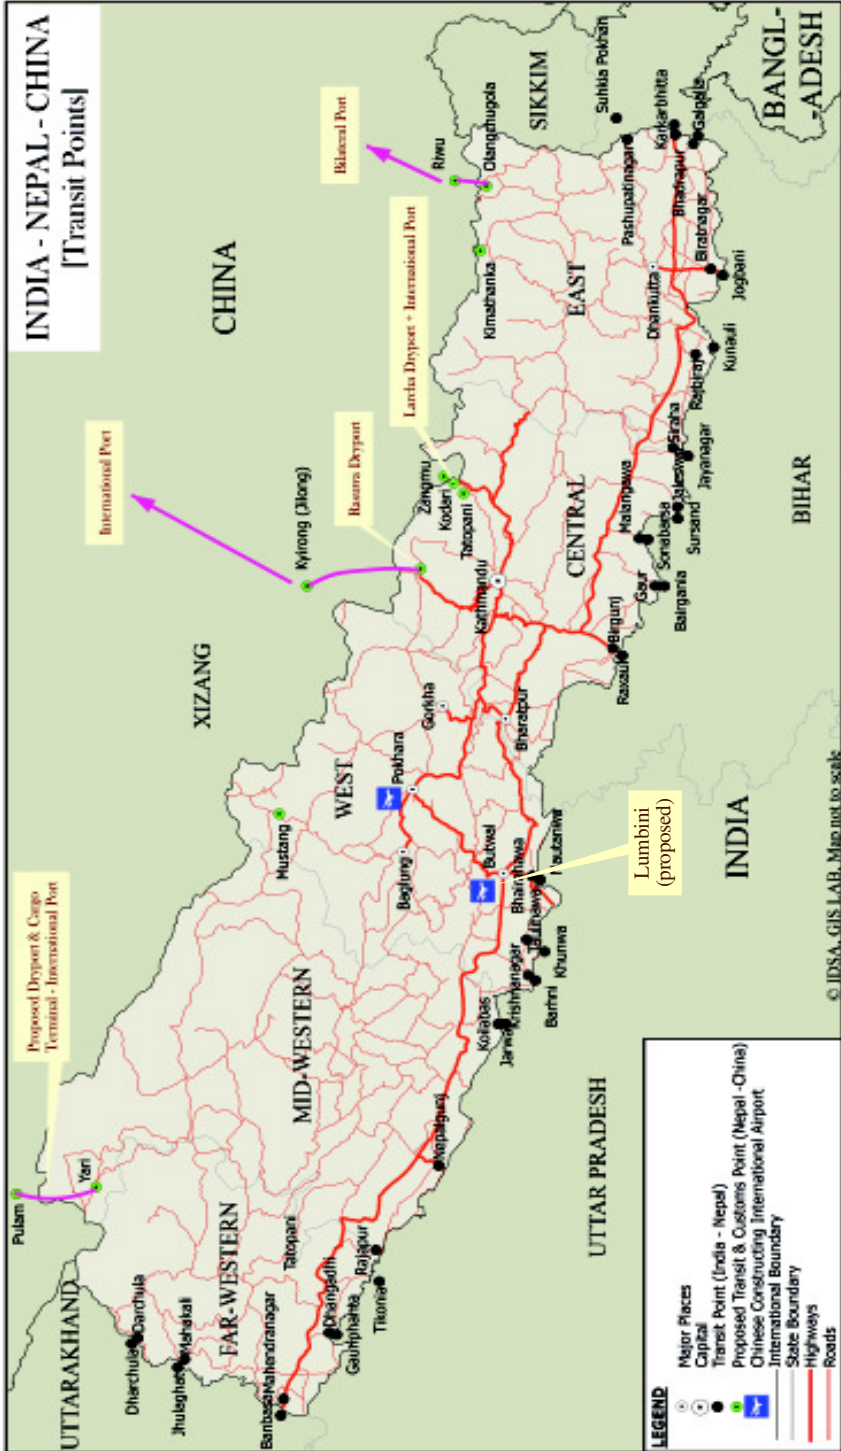 INDIA - NEPAL - CHINA
[Transit Points]
CHINA
XIZANG
SIKKIM
BANGL-
-ADESH
UTTARAKHAND
UTTAR PRADESH
INDIA
BIHAR
FAR-WESTERN
MID-WESTERN
WEST
CENTRAL
EAST
Proposed Dryport & Cargo
Terminal - International Port
International Port
Rasuwa Dryport
Larcha Dryport + International Port
Bilateral Port
Lumbini
(proposed)
Pulam
Yari
Mustang
Kyirong (Jilong)
Zangmu
Kodari
Tatopani
Kimathanka
Riwu
Olangchugola
Suhkia Pokhari
Pashupatinagar
Karkarbhitta
Galgalia
Bhadrapur
Biratnagar
Jogbani
Dhankutta
Kunauli
Rajbiraj
Siraha
Jayanagar
Jaleswar
Sursand
Malangawa
Sonabarsa
Gaur
Bairgania
Birgunj
Raxaul
Kathmandu
Gorkha
Pokhara
Bharatpur
Baglung
Butwal
Bhairahawa
Nautaniwa
Taulihawa
Khunwa
Krishnanagar
Barhni
Koilabas
Jarwa
Nepalgunj
Tatopani
Rajapur
Tikonia
Dhangadhi
Gauriphanta
Mahendranagar
Banbasa
Mahakali
Jhulaghat
Darchula
Dharchula
LEGEND
Major Places
Capital
Transit Point (India - Nepal)
Proposed Transit & Customs Point (Nepal -China)
Chinese Constructing International Airport
International Boundary
State Boundary
Highways
Roads
© IDSA, GIS LAB, Map not to scale